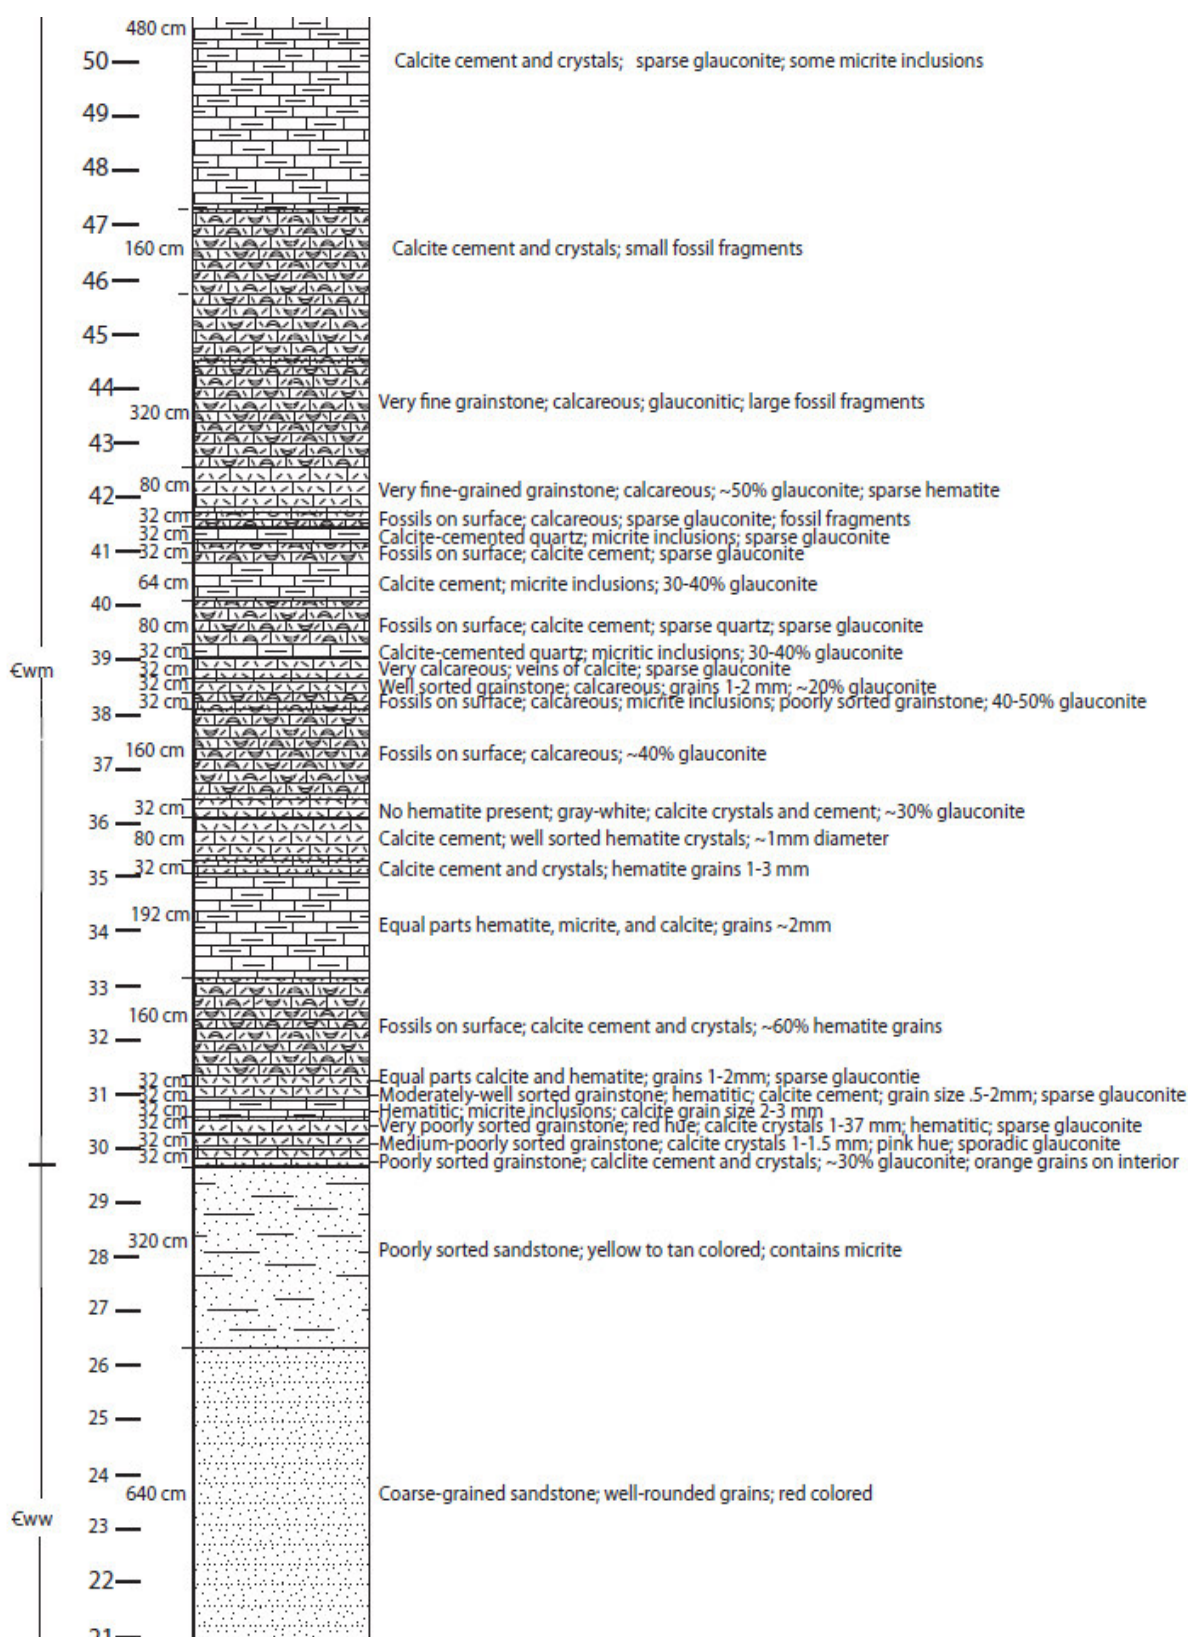 480 cm
50 Calcite cement and crystals; sparse glauconite; some micrite inclusions
49
48
47
160 cm Calcite cement and crystals; small fossil fragments
46
45
44
320 cm Very fine grainstone; calcareous; glauconitic; large fossil fragments
43
80 cm Very fine-grained grainstone; calcareous; ~50% glauconite; sparse hematite
42
32 cm Fossils on surface; calcareous; sparse glauconite; fossil fragments
32 cm Calcite-cemented quartz; micrite inclusions; sparse glauconite
41 32 cm Fossils on surface; calcite cement; sparse glauconite
64 cm Calcite cement; micrite inclusions; 30-40% glauconite
40
80 cm Fossils on surface; calcite cement; sparse quartz; sparse glauconite
32 cm Calcite-cemented quartz; micritic inclusions; 30-40% glauconite
39
€wm 32 cm Very calcareous; veins of calcite; sparse glauconite
32 cm Well sorted grainstone; calcareous; grains 1-2 mm; ~20% glauconite
32 cm Fossils on surface; calcareous; micrite inclusions; poorly sorted grainstone; 40-50% glauconite
38
160 cm Fossils on surface; calcareous; ~40% glauconite
37
32 cm No hematite present; gray-white; calcite crystals and cement; ~30% glauconite
36
80 cm Calcite cement; well sorted hematite crystals; ~1mm diameter
32 cm Calcite cement and crystals; hematite grains 1-3 mm
35
192 cm Equal parts hematite, micrite, and calcite; grains ~2mm
34
33
160 cm Fossils on surface; calcite cement and crystals; ~60% hematite grains
32
32 cm Equal parts calcite and hematite; grains 1-2mm; sparse glaucontie
31 32 cm Moderately-well sorted grainstone; hematitic; calcite cement; grain size .5-2mm; sparse glauconite
32 cm Hematitic; micrite inclusions; calcite grain size 2-3 mm
32 cm Very poorly sorted grainstone; red hue; calcite crystals 1-37 mm; hematitic; sparse glauconite
30 32 cm Medium-poorly sorted grainstone; calcite crystals 1-1.5 mm; pink hue; sporadic glauconite
32 cm Poorly sorted grainstone; calclite cement and crystals; ~30% glauconite; orange grains on interior
29
320 cm Poorly sorted sandstone; yellow to tan colored; contains micrite
28
27
26
25
24
640 cm Coarse-grained sandstone; well-rounded grains; red colored
€ww
23
22
21